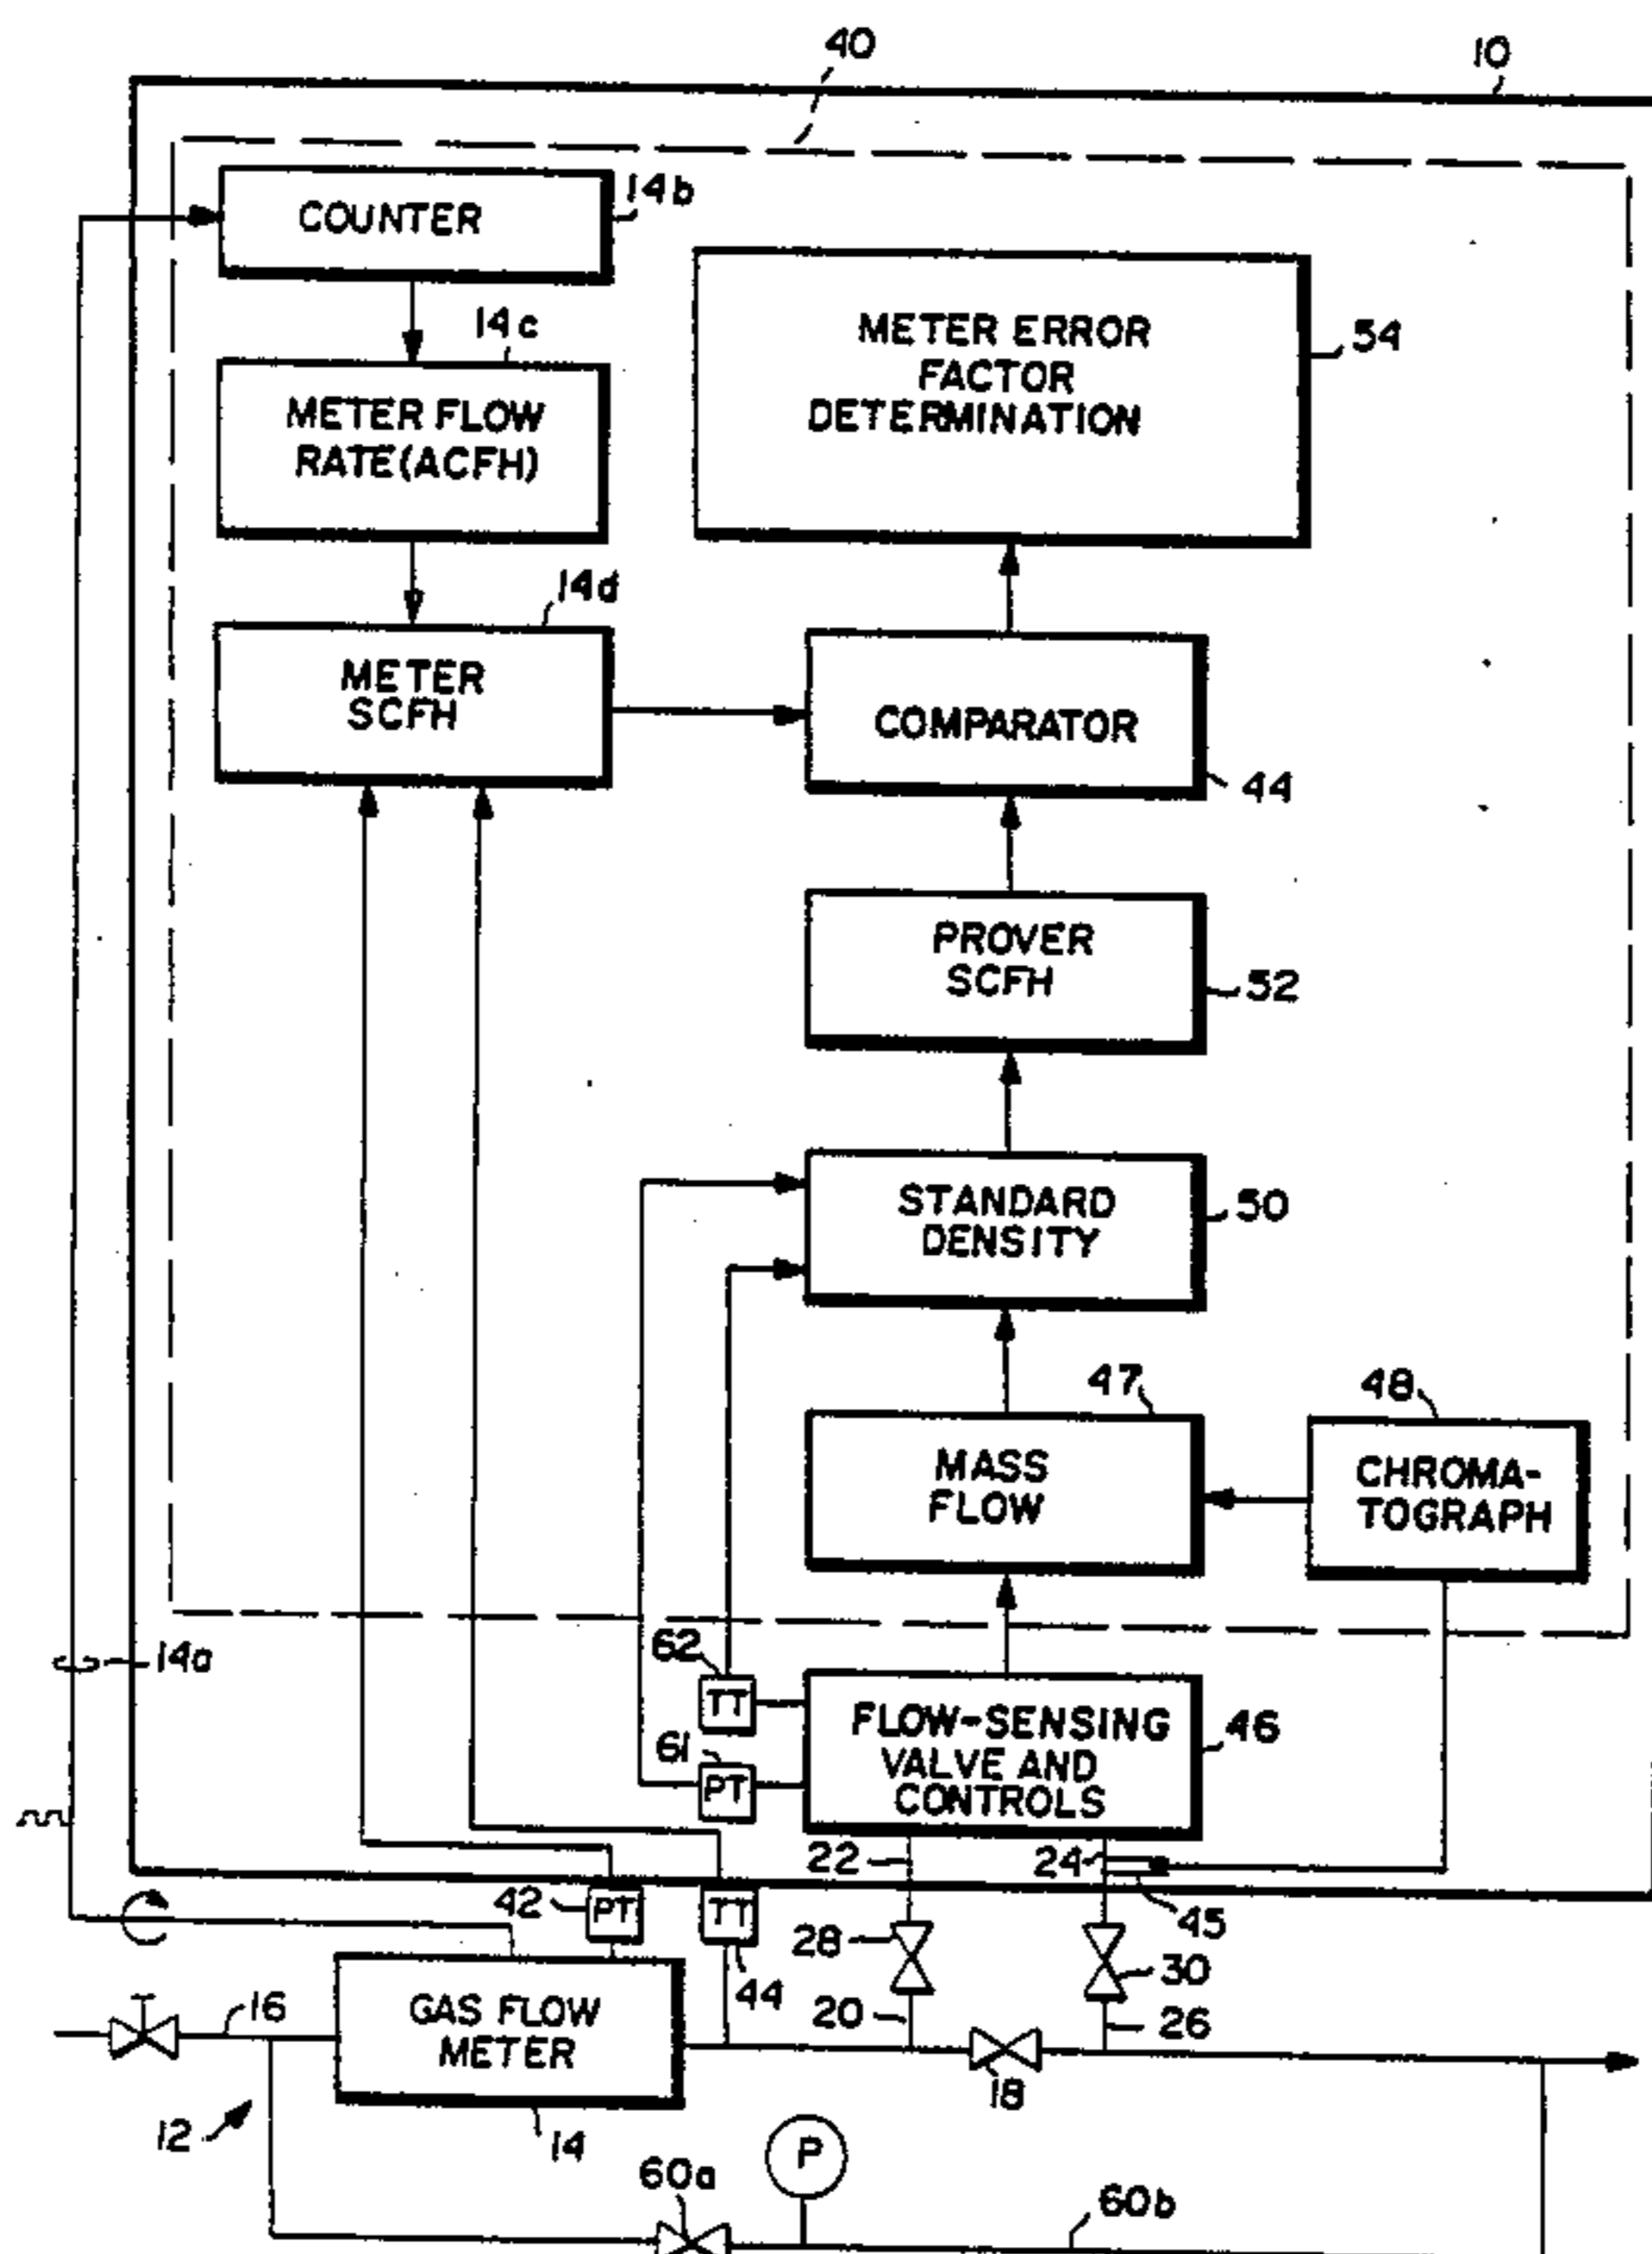 40
10
COUNTER
14b
14c
METER FLOW
RATE(ACFH)
METER ERROR
FACTOR
DETERMINATION
54
14d
METER
SCFH
COMPARATOR
44
PROVER
SCFH
52
STANDARD
DENSITY
50
47
MASS
FLOW
48
CHROMA-
TOGRAPH
14a
62
TT
61
PT
FLOW-SENSING
VALVE AND
CONTROLS
46
22
24
45
42
PT
TT
44
28
30
16
GAS FLOW
METER
20
26
18
12
14
P
60a
60b